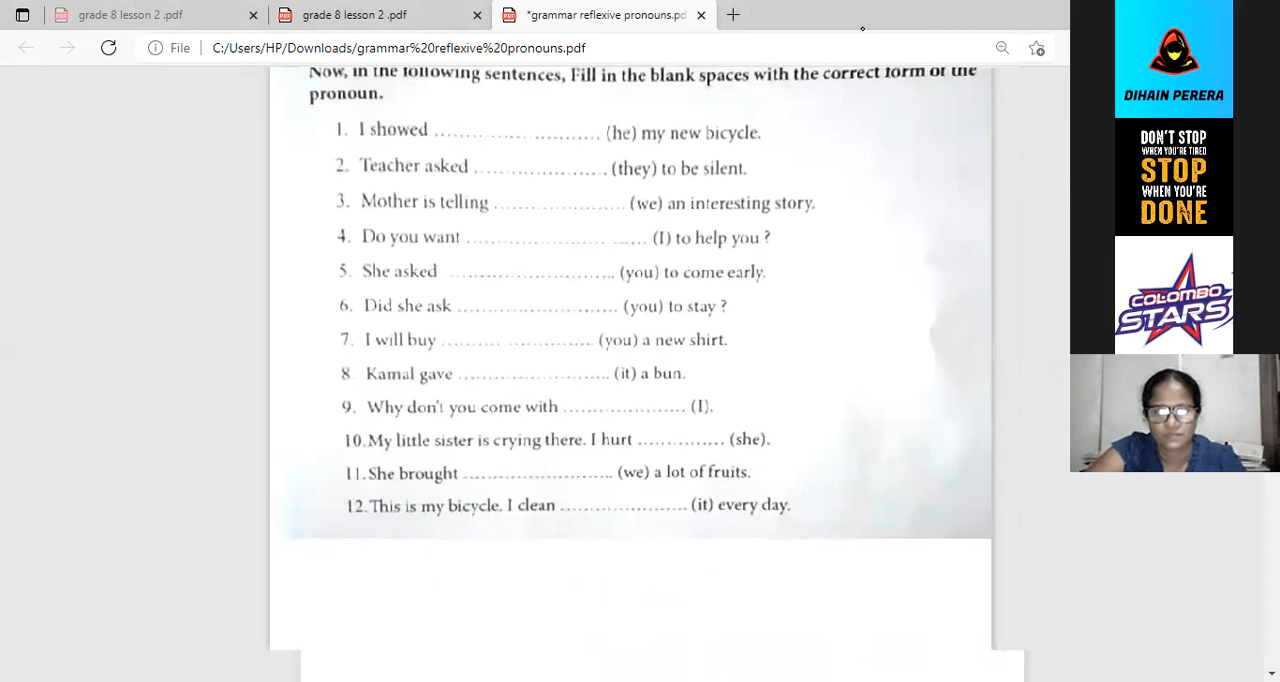 grade 8 lesson 2 .pdf
grade 8 lesson 2 .pdf
*grammar reflexive pronouns.pd
File
C:/Users/HP/Downloads/grammar%20reflexive%20pronouns.pdf
Now, in the following sentences, Fill in the blank spaces with the correct form of the
pronoun.
1. I showed .............................. (he) my new bicycle.
2. Teacher asked ........................ (they) to be silent.
3. Mother is telling ........................ (we) an interesting story.
4. Do you want .............................. (I) to help you ?
5. She asked .............................. (you) to come early.
6. Did she ask .............................. (you) to stay ?
7. I will buy .............................. (you) a new shirt.
8. Kamal gave .............................. (it) a bun.
9. Why don't you come with ...................... (I).
10. My little sister is crying there. I hurt ............... (she).
11. She brought .............................. (we) a lot of fruits.
12. This is my bicycle. I clean ...................... (it) every day.
DIHAIN PERERA
DON'T STOP
WHEN YOU'RE TIRED
STOP
WHEN YOU'RE
DONE
COLOMBO
STARS